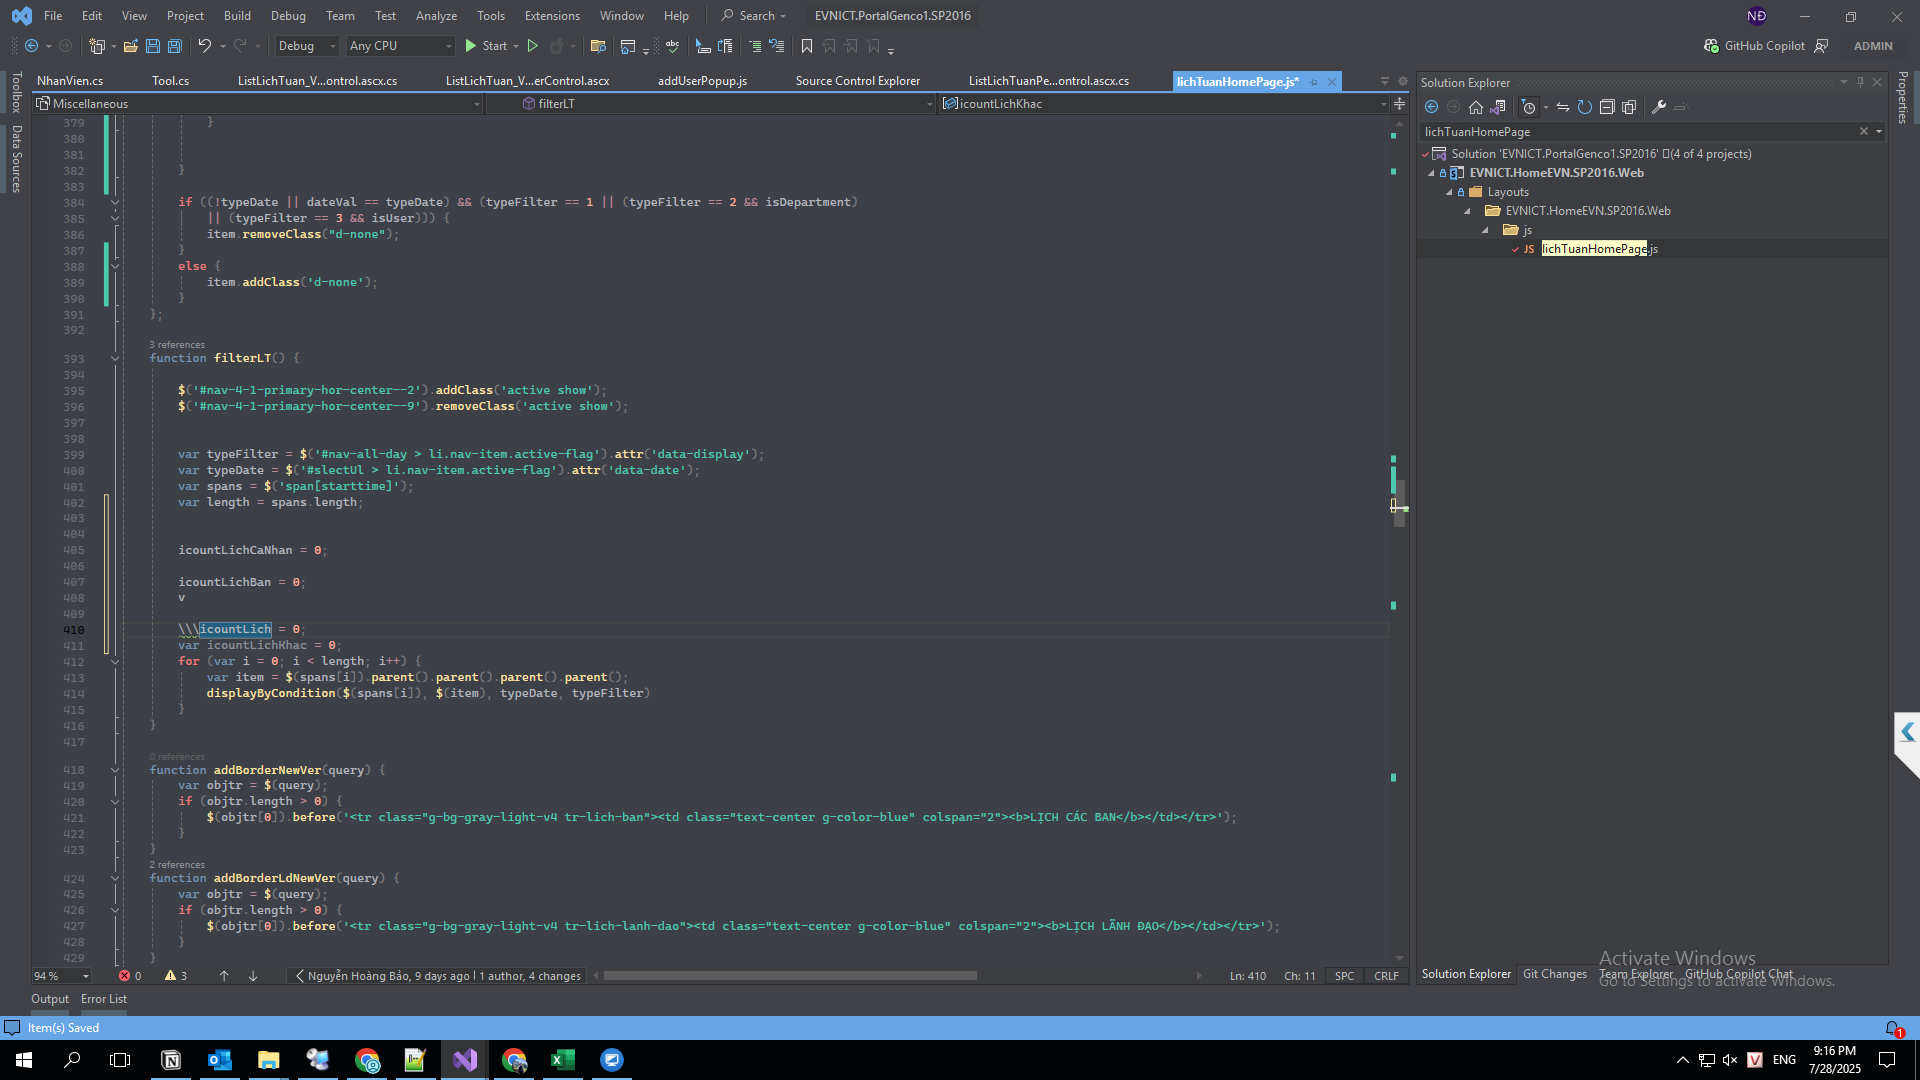 File Edit View Project Build Debug Team Test Analyze Tools Extensions Window Help Search EVNICT.PortalGenco1.SP2016 NĐ
Debug Any CPU Start GitHub Copilot ADMIN
NhanVien.cs Tool.cs ListLichTuan_V...ontrol.ascx.cs ListLichTuan_V...erControl.ascx addUserPopup.js Source Control Explorer ListLichTuanPe...ontrol.ascx.cs lichTuanHomePage.js*
Miscellaneous filterLT icountLichKhac
Toolbox
Data Sources
379 }
380
381
382 }
383
384 if ((!typeDate || dateVal == typeDate) && (typeFilter == 1 || (typeFilter == 2 && isDepartment)
385 || (typeFilter == 3 && isUser))) {
386 item.removeClass("d-none");
387 }
388 else {
389 item.addClass('d-none');
390 }
391 };
392
3 references
393 function filterLT() {
394
395 $('#nav-4-1-primary-hor-center--2').addClass('active show');
396 $('#nav-4-1-primary-hor-center--9').removeClass('active show');
397
398
399 var typeFilter = $('#nav-all-day > li.nav-item.active-flag').attr('data-display');
400 var typeDate = $('#slectUl > li.nav-item.active-flag').attr('data-date');
401 var spans = $('span[starttime]');
402 var length = spans.length;
403
404
405 icountLichCaNhan = 0;
406
407 icountLichBan = 0;
408 v
409
410 \\\icountLich = 0;
411 var icountLichKhac = 0;
412 for (var i = 0; i < length; i++) {
413 var item = $(spans[i]).parent().parent().parent().parent();
414 displayByCondition($(spans[i]), $(item), typeDate, typeFilter)
415 }
416 }
417
0 references
418 function addBorderNewVer(query) {
419 var objtr = $(query);
420 if (objtr.length > 0) {
421 $(objtr[0]).before('<tr class="g-bg-gray-light-v4 tr-lich-ban"><td class="text-center g-color-blue" colspan="2"><b>LỊCH CÁC BAN</b></td></tr>');
422 }
423 }
2 references
424 function addBorderLdNewVer(query) {
425 var objtr = $(query);
426 if (objtr.length > 0) {
427 $(objtr[0]).before('<tr class="g-bg-gray-light-v4 tr-lich-lanh-dao"><td class="text-center g-color-blue" colspan="2"><b>LỊCH LÃNH ĐẠO</b></td></tr>');
428 }
429 }
94 % 0 3 Nguyễn Hoàng Bảo, 9 days ago | 1 author, 4 changes Ln: 410 Ch: 11 SPC CRLF
Solution Explorer
lichTuanHomePage
Solution 'EVNICT.PortalGenco1.SP2016' (4 of 4 projects)
EVNICT.HomeEVN.SP2016.Web
Layouts
EVNICT.HomeEVN.SP2016.Web
js
JS lichTuanHomePage.js
Properties
Activate Windows
Go to Settings to activate Windows.
Solution Explorer Git Changes Team Explorer GitHub Copilot Chat
Output Error List
Item(s) Saved 1
V ENG 9:16 PM
7/28/2025